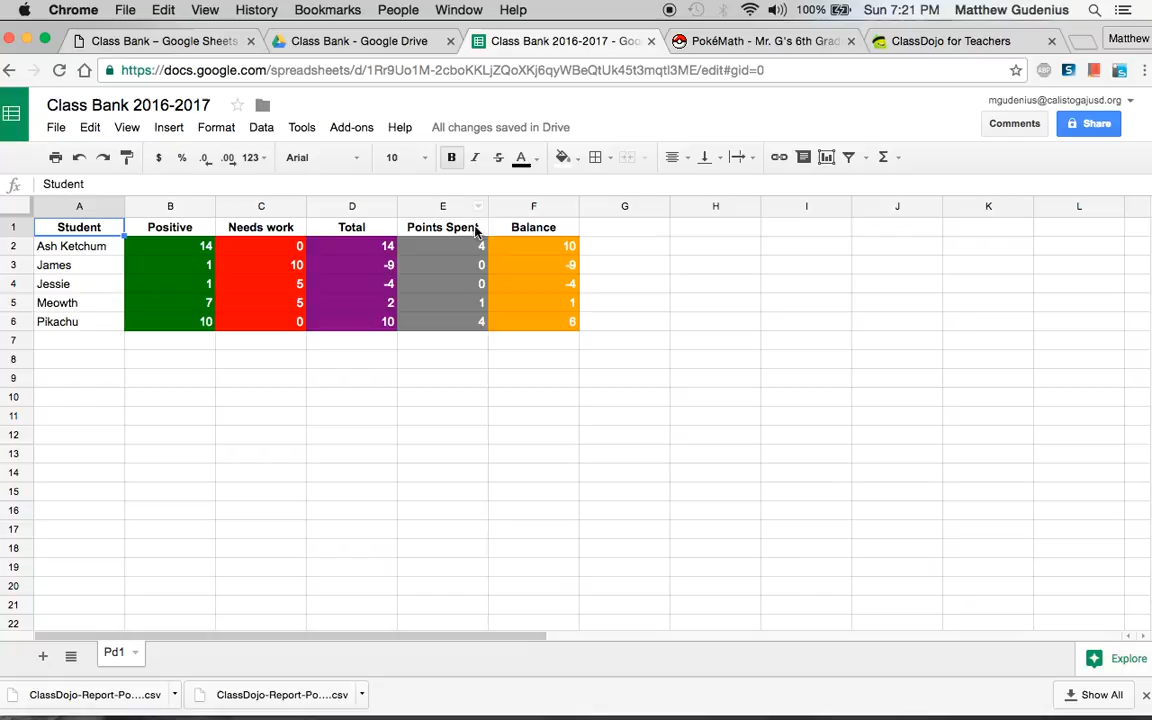 Chrome File Edit View History Bookmarks People Window Help 100% Sun 7:21 PM Matthew Gudenius
Class Bank – Google Sheets Class Bank - Google Drive Class Bank 2016-2017 - Goo PokéMath - Mr. G's 6th Grad ClassDojo for Teachers Matthew
https://docs.google.com/spreadsheets/d/1Rr9Uo1M-2cboKKLjZQoXKj6qyWBeQtUk45t3mqtl3ME/edit#gid=0 ABP S
Class Bank 2016-2017 mgudenius@calistogajusd.org
File Edit View Insert Format Data Tools Add-ons Help All changes saved in Drive Comments Share
$ % .0 .00 123 Arial 10 B I S A Σ
fx Student
A B C D E F G H I J K L
1 Student Positive Needs work Total Points Spent Balance
2 Ash Ketchum 14 0 14 4 10
3 James 1 10 -9 0 -9
4 Jessie 1 5 -4 0 -4
5 Meowth 7 5 2 1 1
6 Pikachu 10 0 10 4 6
7
8
9
10
11
12
13
14
15
16
17
18
19
20
21
22
+ Pd1 Explore
ClassDojo-Report-Po....csv ClassDojo-Report-Po....csv Show All